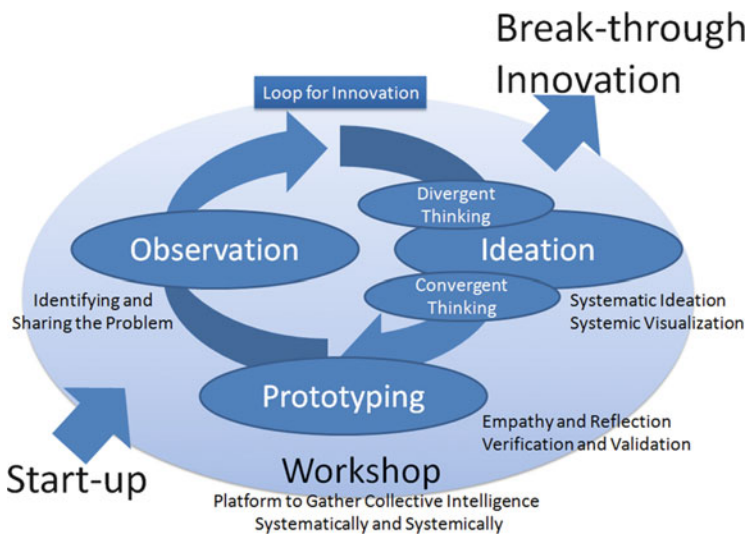 Break-through
Innovation
Loop for Innovation
Divergent
Thinking
Observation
Ideation
Convergent
Thinking
Identifying and
Sharing the Problem
Systematic Ideation
Systemic Visualization
Prototyping
Empathy and Reflection
Verification and Validation
Start-up
Workshop
Platform to Gather Collective Intelligence
Systematically and Systemically